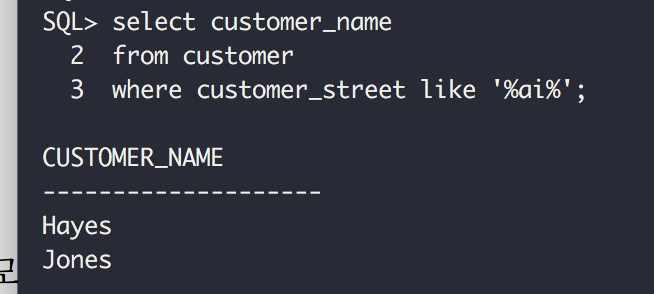 SQL> select customer_name
  2  from customer
  3  where customer_street like '%ai%';
CUSTOMER_NAME
--------------------
Hayes
Jones